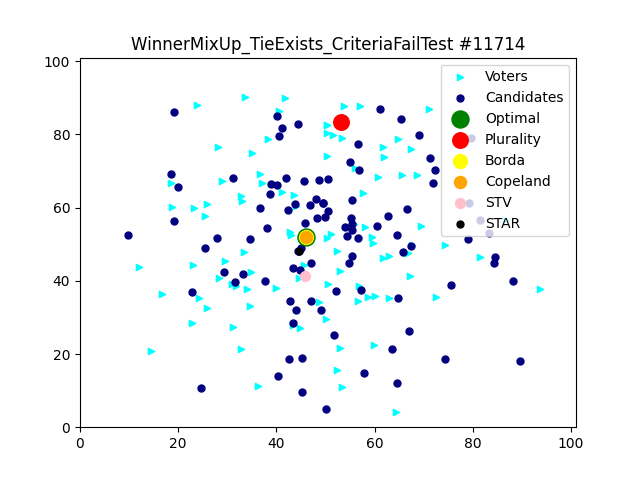 WinnerMixUp_TieExists_CriteriaFailTest #11714
100
80
60
40
20
0
0 20 40 60 80 100
Voters
Candidates
Optimal
Plurality
Borda
Copeland
STV
STAR